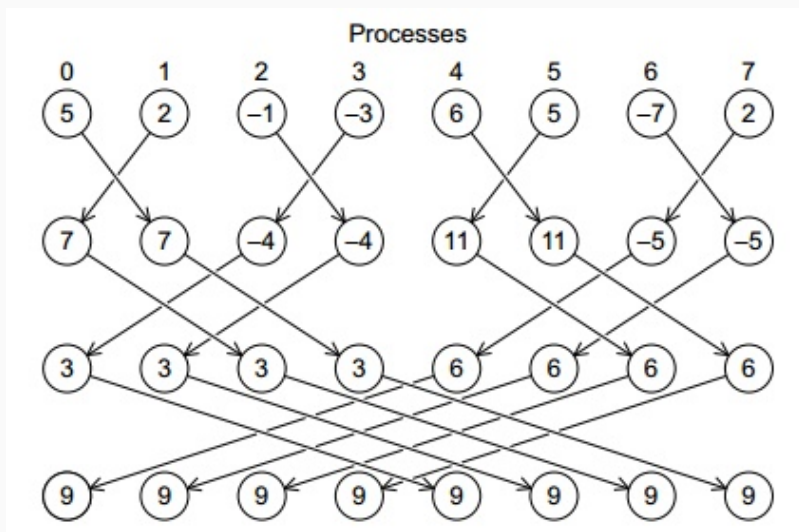 Processes
0 1 2 3 4 5 6 7
5 2 –1 –3 6 5 –7 2
7 7 –4 –4 11 11 –5 –5
3 3 3 3 6 6 6 6
9 9 9 9 9 9 9 9